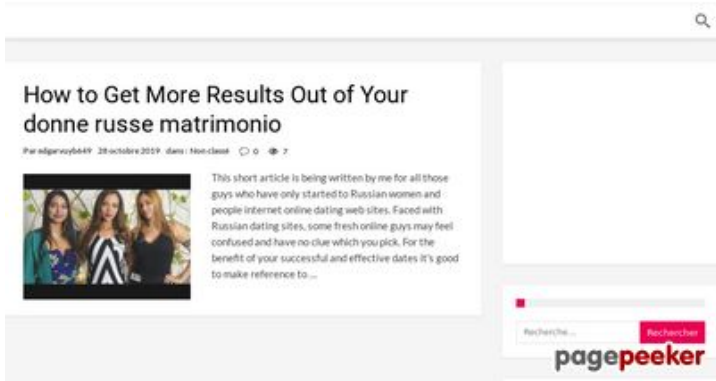 How to Get More Results Out of Your
donne russe matrimonio
Par edgarvuyb649 28 octobre 2019 dans : Non classé 0 7
This short article is being written by me for all those
guys who have only started to Russian women and
people internet online dating web sites. Faced with
Russian dating sites, some fresh online guys may feel
confused and have no clue which you pick. For the
benefit of your successful and effective dates it's good
to make reference to ...
Recherche...
Rechercher
pagepeeker